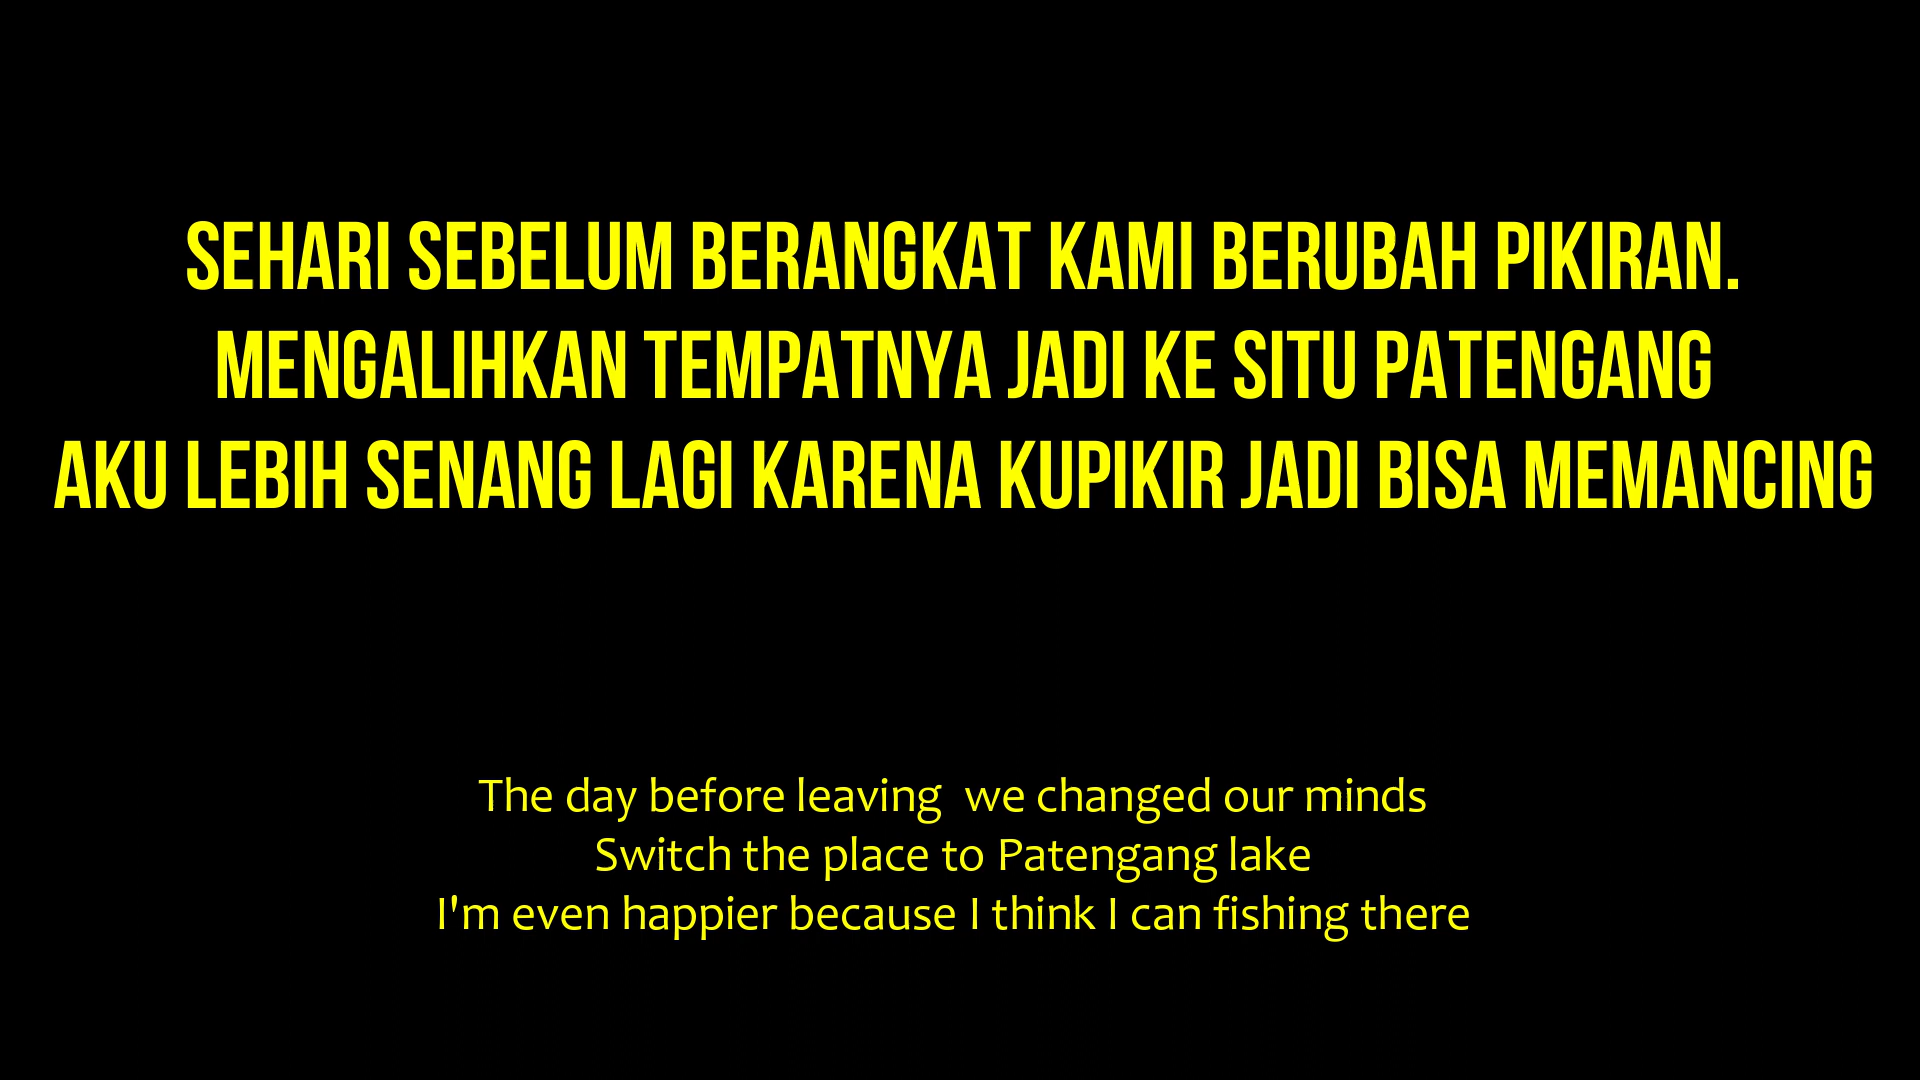 SEHARI SEBELUM BERANGKAT KAMI BERUBAH PIKIRAN.
MENGALIHKAN TEMPATNYA JADI KE SITU PATENGANG
AKU LEBIH SENANG LAGI KARENA KUPIKIR JADI BISA MEMANCING
The day before leaving  we changed our minds
Switch the place to Patengang lake
I'm even happier because I think I can fishing there